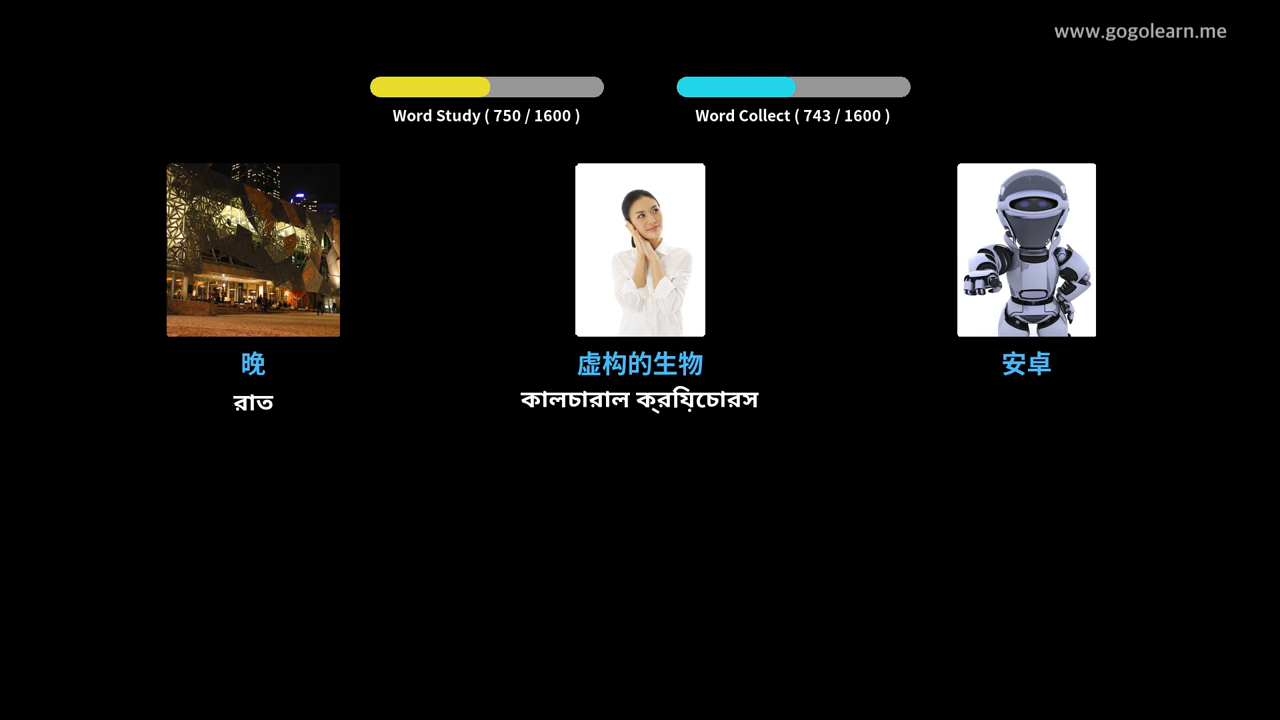 www.gogolearn.me
Word Study ( 750 / 1600 )
Word Collect ( 743 / 1600 )
晚
虚构的生物
安卓
রাত
কালচারাল ক্রয়িচোরস